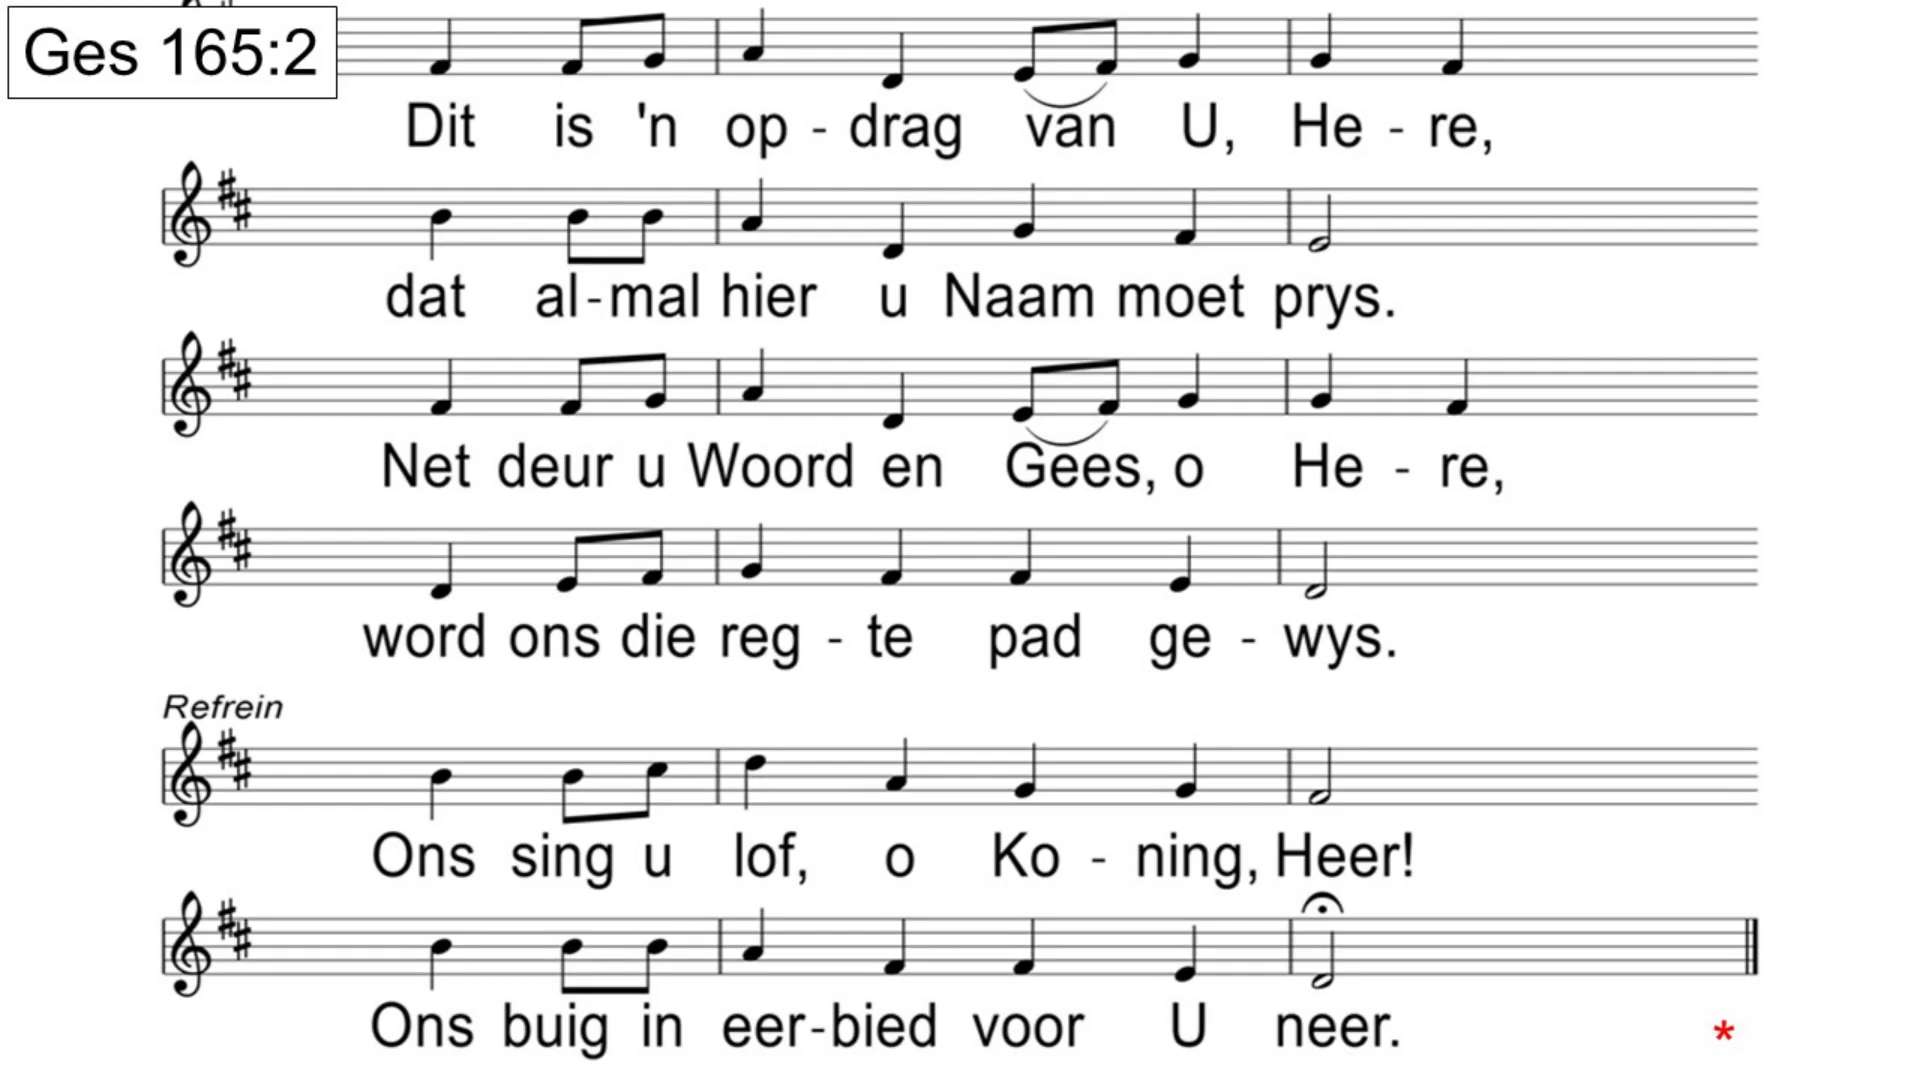 Ges 165:2
Dit is 'n op - drag van U, He - re,
dat al-mal hier u Naam moet prys.
Net deur u Woord en Gees, o He - re,
word ons die reg - te pad ge - wys.
Refrein
Ons sing u lof, o Ko - ning, Heer!
Ons buig in eer-bied voor U neer. *